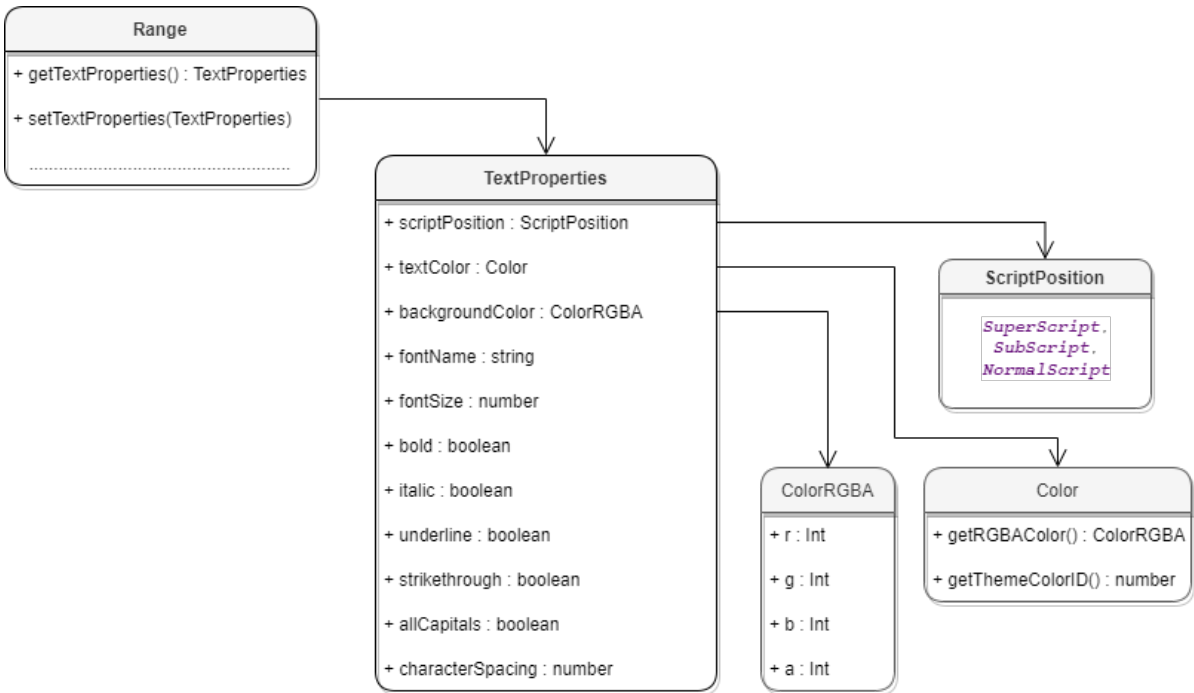 Range
+ getTextProperties() : TextProperties
+ setTextProperties(TextProperties)
TextProperties
+ scriptPosition : ScriptPosition
+ textColor : Color
+ backgroundColor : ColorRGBA
+ fontName : string
+ fontSize : number
+ bold : boolean
+ italic : boolean
+ underline : boolean
+ strikethrough : boolean
+ allCapitals : boolean
+ characterSpacing : number
ScriptPosition
SuperScript,
SubScript,
NormalScript
ColorRGBA
+ r : Int
+ g : Int
+ b : Int
+ a : Int
Color
+ getRGBAColor() : ColorRGBA
+ getThemeColorID() : number